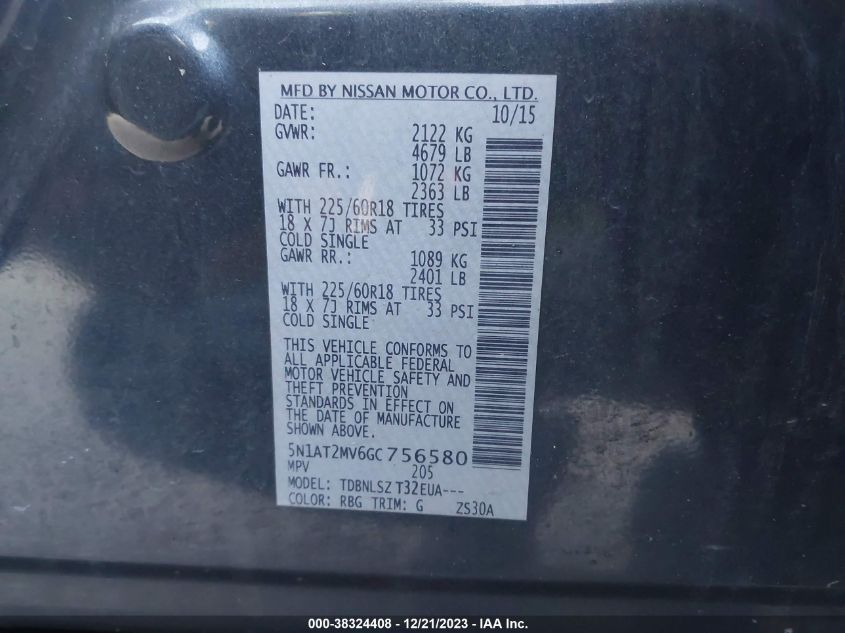 MFD BY NISSAN MOTOR CO., LTD.
DATE: 10/15
GVWR: 2122 KG
4679 LB
GAWR FR.: 1072 KG
2363 LB
WITH 225/60R18 TIRES
18 X 7J RIMS AT 33 PSI
COLD SINGLE
GAWR RR.: 1089 KG
2401 LB
WITH 225/60R18 TIRES
18 X 7J RIMS AT 33 PSI
COLD SINGLE
THIS VEHICLE CONFORMS TO
ALL APPLICABLE FEDERAL
MOTOR VEHICLE SAFETY AND
THEFT PREVENTION
STANDARDS IN EFFECT ON
THE DATE OF MANUFACTURE
SHOWN ABOVE.
5N1AT2MV6GC756580
MPV 205
MODEL: TDBNLSZ T32EUA---
COLOR: RBG TRIM: G ZS30A
000-38324408 - 12/21/2023 - IAA Inc.